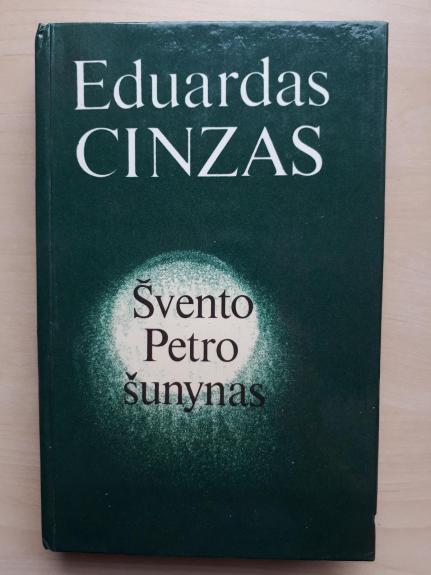 Eduardas
CINZAS
Švento
Petro
šunynas